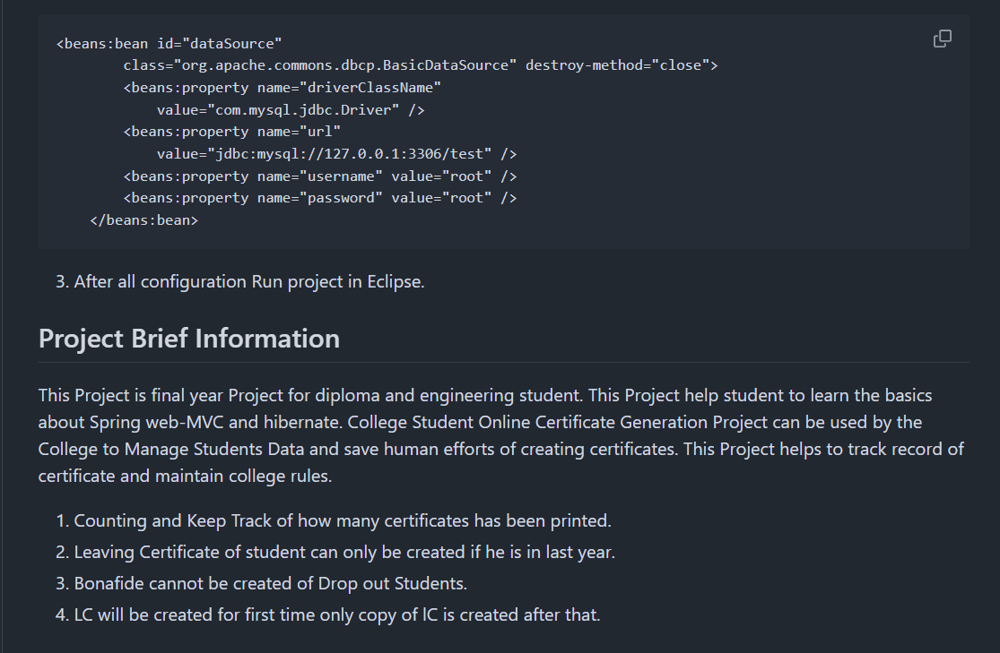 <beans:bean id="dataSource"
class="org.apache.commons.dbcp.BasicDataSource" destroy-method="close">
<beans:property name="driverClassName"
value="com.mysql.jdbc.Driver" />
<beans:property name="url"
value="jdbc:mysql://127.0.0.1:3306/test" />
<beans:property name="username" value="root" />
<beans:property name="password" value="root" />
</beans:bean>
3. After all configuration Run project in Eclipse.
Project Brief Information
This Project is final year Project for diploma and engineering student. This Project help student to learn the basics
about Spring web-MVC and hibernate. College Student Online Certificate Generation Project can be used by the
College to Manage Students Data and save human efforts of creating certificates. This Project helps to track record of
certificate and maintain college rules.
1. Counting and Keep Track of how many certificates has been printed.
2. Leaving Certificate of student can only be created if he is in last year.
3. Bonafide cannot be created of Drop out Students.
4. LC will be created for first time only copy of lC is created after that.